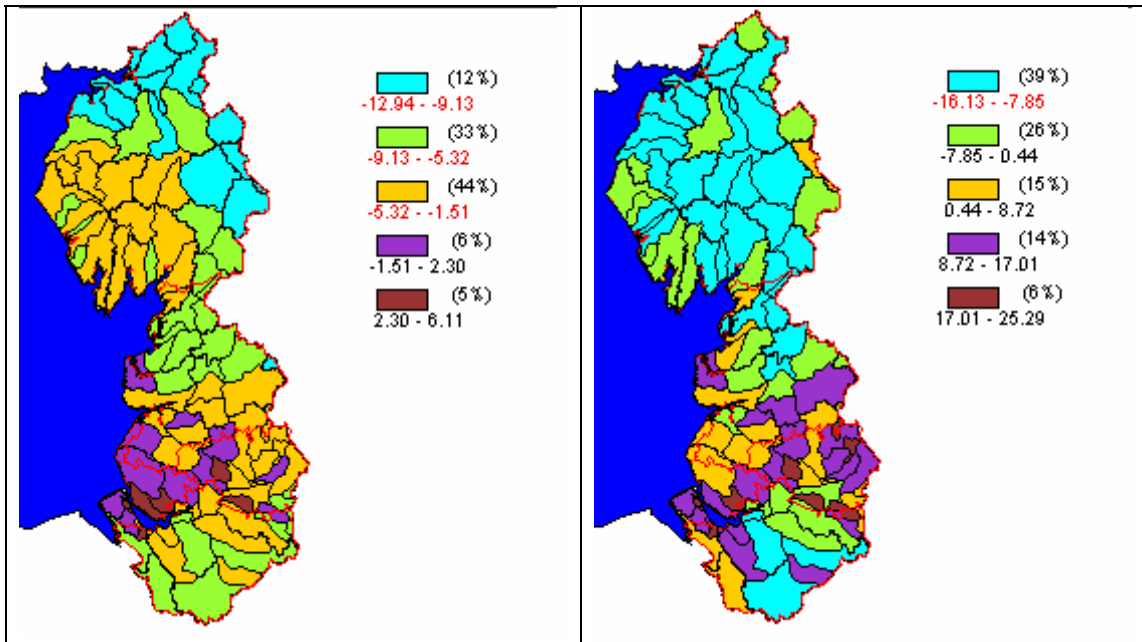 (12%)
-12.94 - -9.13
(33%)
-9.13 - -5.32
(44%)
-5.32 - -1.51
(6%)
-1.51 - 2.30
(5%)
2.30 - 6.11
(39%)
-16.13 - -7.85
(26%)
-7.85 - 0.44
(15%)
0.44 - 8.72
(14%)
8.72 - 17.01
(6%)
17.01 - 25.29